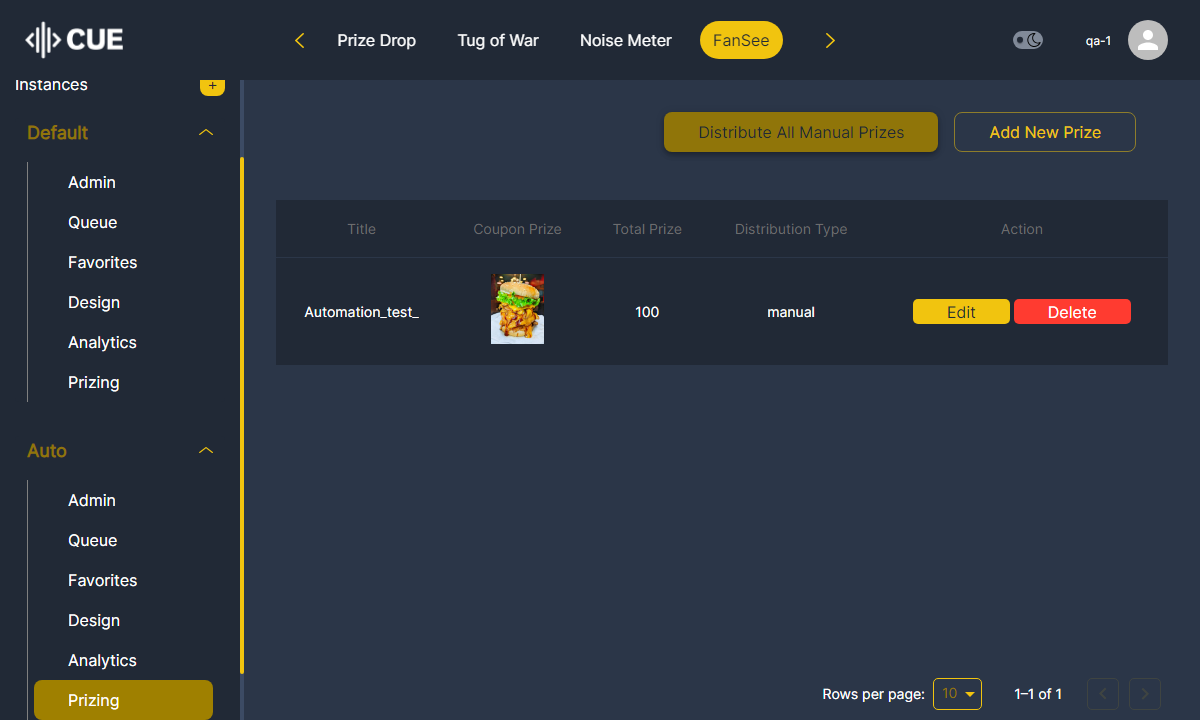 CUE
Prize Drop
Tug of War
Noise Meter
FanSee
qa-1
Instances
+
Default
Admin
Queue
Favorites
Design
Analytics
Prizing
Auto
Admin
Queue
Favorites
Design
Analytics
Prizing
Distribute All Manual Prizes
Add New Prize
Title Coupon Prize Total Prize Distribution Type Action
Automation_test_ 100 manual Edit Delete
Rows per page: 10 1–1 of 1